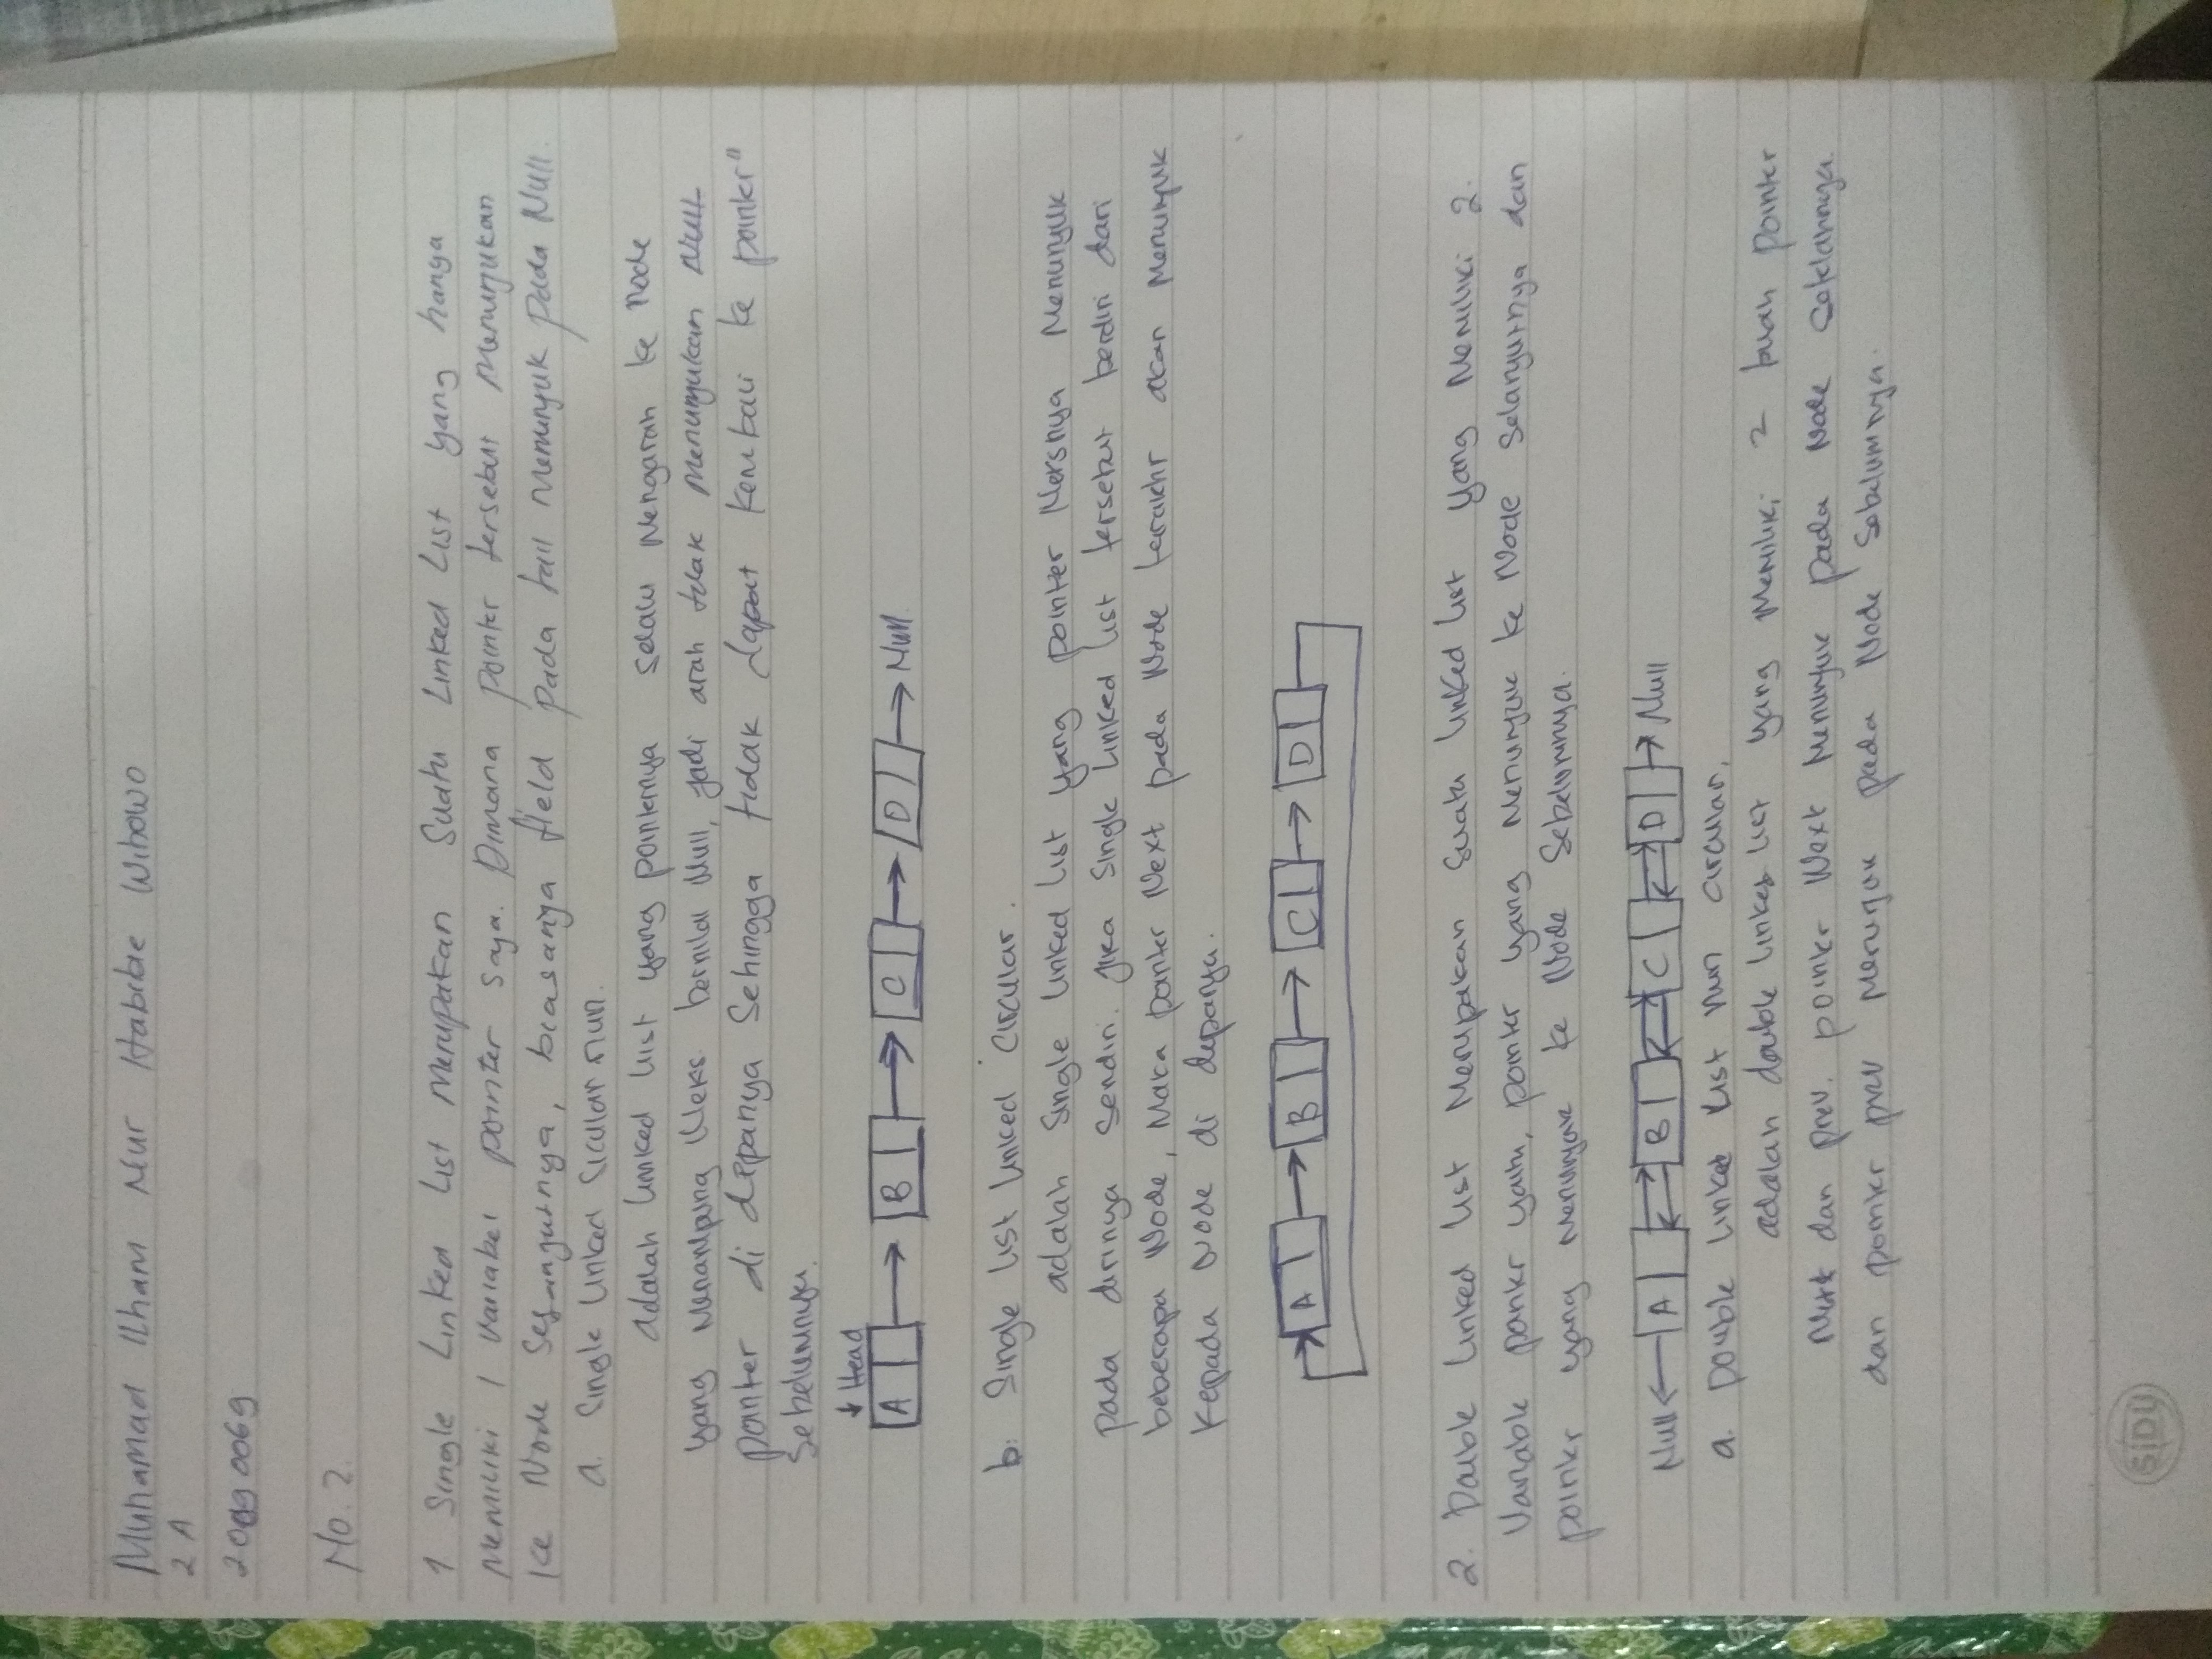 Muhamad Ilham Nur Habibie Wibowo
2 A
No. 2.
1 Single Linked List Merupakan Suatu Linked List yang hanya
Memiliki 1 Variabel pointer saja. Dimana pointer tersebut Menunjukan
Ke Node Selanjutnya, biasanya field Pada tail menunjuk pada Null.
a. Single Linked Sicular nun.
adalah linked list yang pointernya selalu Mengarah ke node
yang Menampung Neks. bernilai Null, jadi arah tidak Menunjukan Null
pointer di depanya Sehingga tidak dapat kembali ke pointer"
Sebelumnya.
↓ Head
A → B → C → D → Null
b. Single List Linked Circular.
adalah Single Linked List yang pointer Neksnya Menunjuk
pada dirinya Sendiri. jika Single Linked List tersebut berdiri dari
beberapa Node, Maka pointer Next pada Node terakhir akan Menunjuk
Kepada Node di depanya.
A → B → C → D
2. Double Linked List Merupakan Suatu Linked List yang Memiliki 2.
Variable pointer yaitu, pointer yang Menunjuk ke Node Selanjutnya dan
pointer yang Menunjuk ke Node Sebelumnya.
Null ← A B C D → Null
a. Double Linked List Nun Circular.
adalah double linked list yang Memiliki 2 buah pointer
Next dan prev. pointer Next Menunjuk pada Node Setelahnya.
dan pointer prev Menunjuk pada Node Sebelumnya.
SIDU